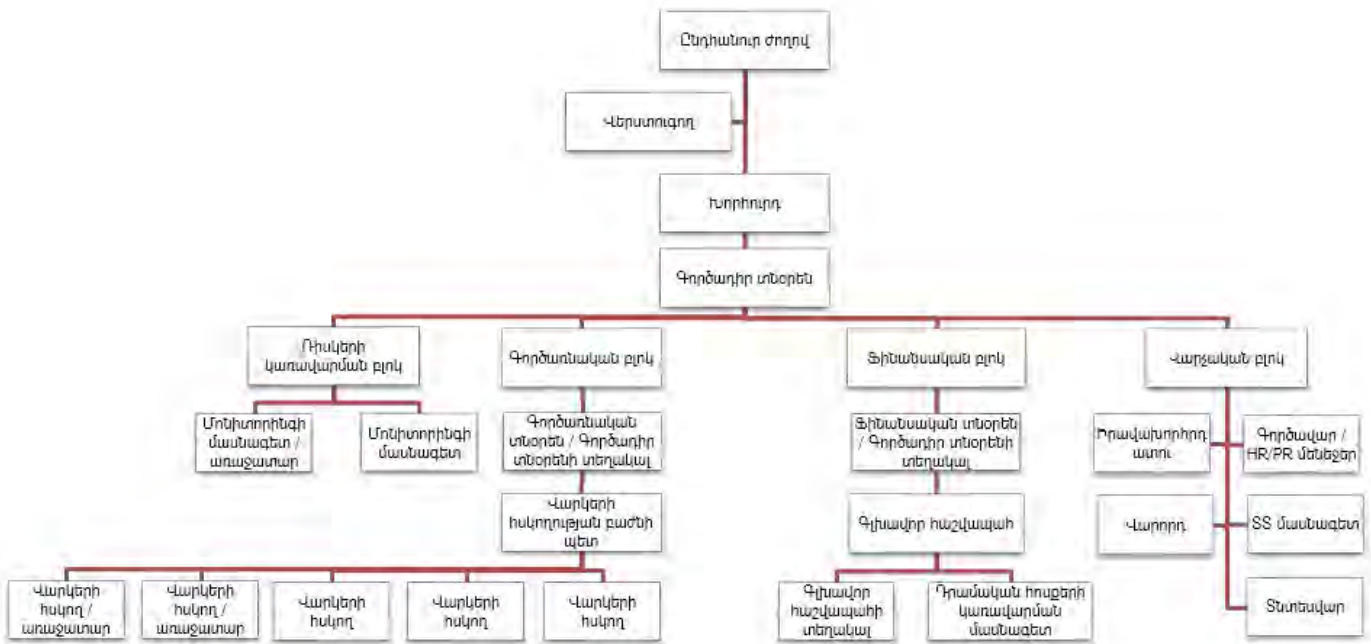 Ընդհանուր ժողով
Վերստուգող
Խորհուրդ
Գործադիր տնօրեն
Ռիսկերի
կառավարման բլոկ
Գործառնական բլոկ
Ֆինանսական բլոկ
Վարչական բլոկ
Մոնիտորինգի
մասնագետ /
առաջատար
Մոնիտորինգի
մասնագետ
Գործառնական
տնօրեն / Գործադիր
տնօրենի տեղակալ
Ֆինանսական տնօրեն
/ Գործադիր տնօրենի
տեղակալ
Իրավախորհրդ
ատու
Գործավար /
HR/PR մենեջեր
Վարկերի
հսկողության բաժնի
պետ
Գլխավոր հաշվապահ
Վարորդ
ՏՏ մասնագետ
Վարկերի
հսկող /
առաջատար
Վարկերի
հսկող /
առաջատար
Վարկերի
հսկող
Վարկերի
հսկող
Վարկերի
հսկող
Գլխավոր
հաշվապահի
տեղակալ
Դրամական հոսքերի
կառավարման
մասնագետ
Տնտեսվար